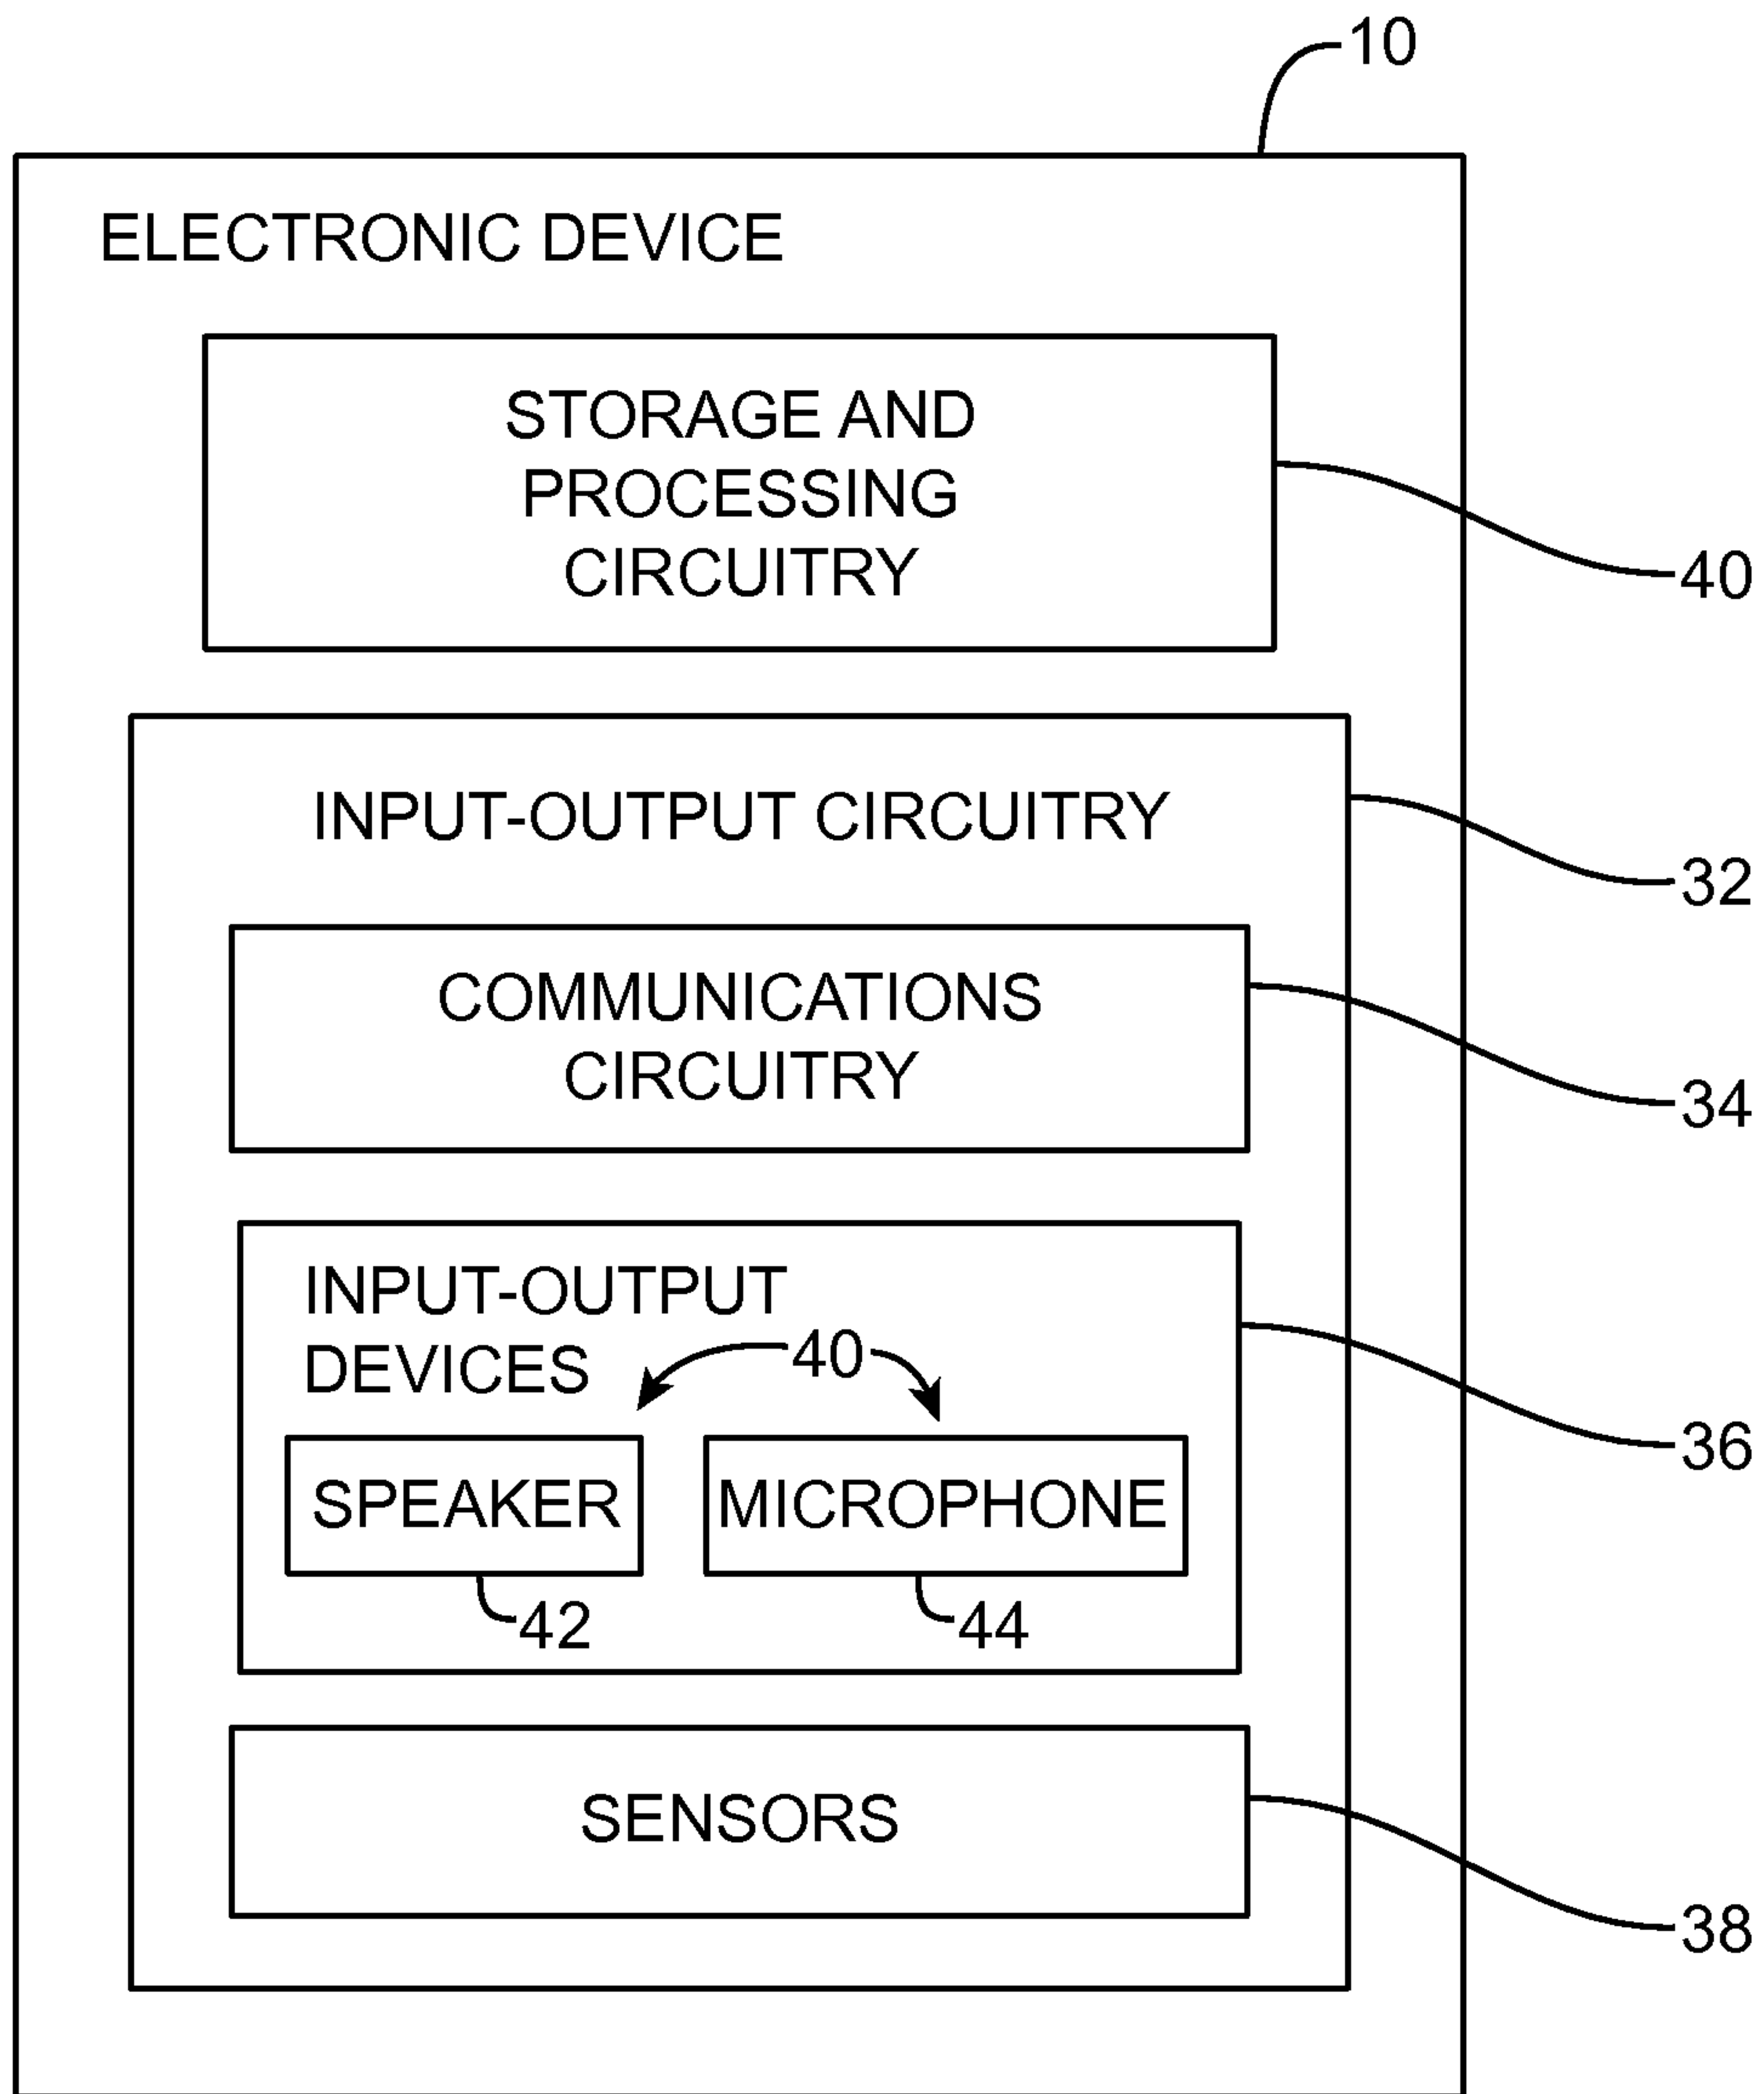 10
ELECTRONIC DEVICE
STORAGE AND
PROCESSING
CIRCUITRY
40
INPUT-OUTPUT CIRCUITRY
32
COMMUNICATIONS
CIRCUITRY
34
INPUT-OUTPUT
DEVICES
40
36
SPEAKER
MICROPHONE
42
44
SENSORS
38